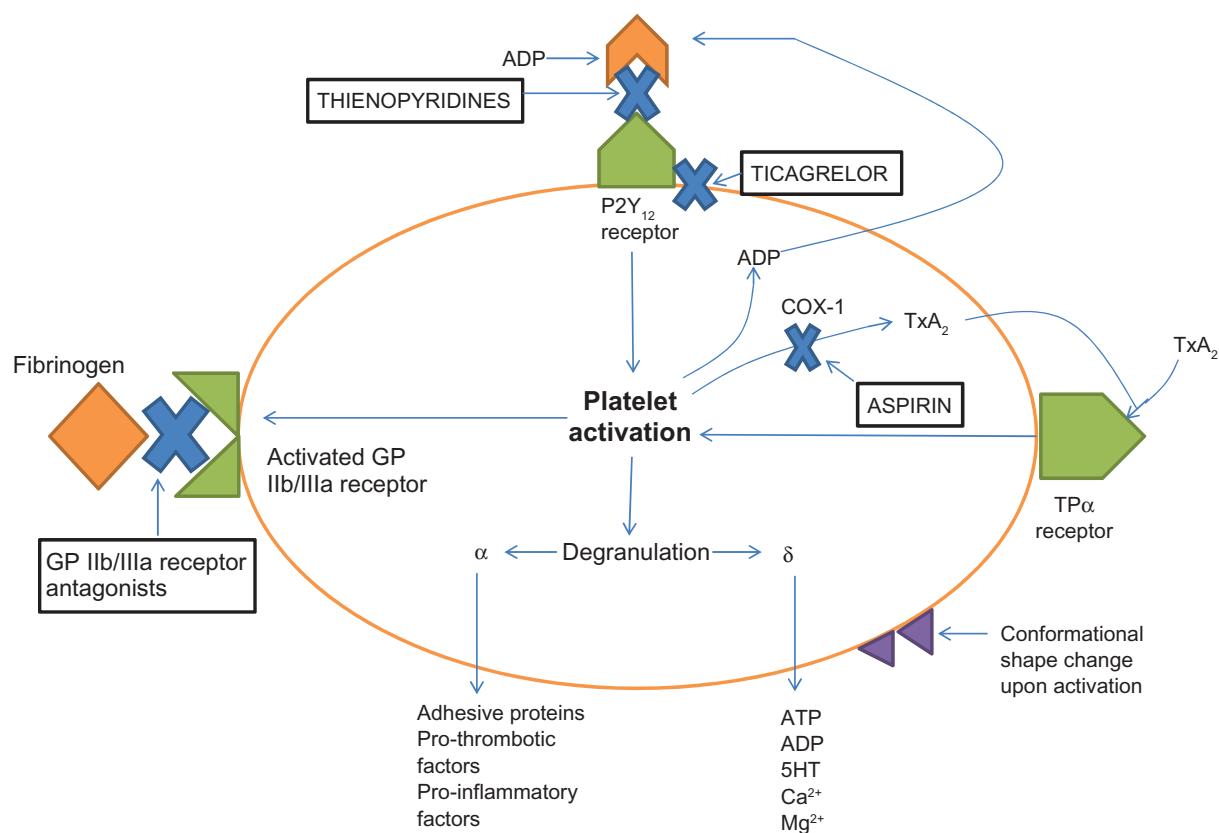 ADP
THIENOPYRIDINES
TICAGRELOR
P2Y₁₂
receptor
ADP
COX-1
TxA₂
TxA₂
Fibrinogen
ASPIRIN
Platelet
activation
Activated GP
IIb/IIIa receptor
TPα
receptor
GP IIb/IIIa receptor
antagonists
α
Degranulation
δ
Conformational
shape change
upon activation
Adhesive proteins
Pro-thrombotic
factors
Pro-inflammatory
factors
ATP
ADP
5HT
Ca²⁺
Mg²⁺